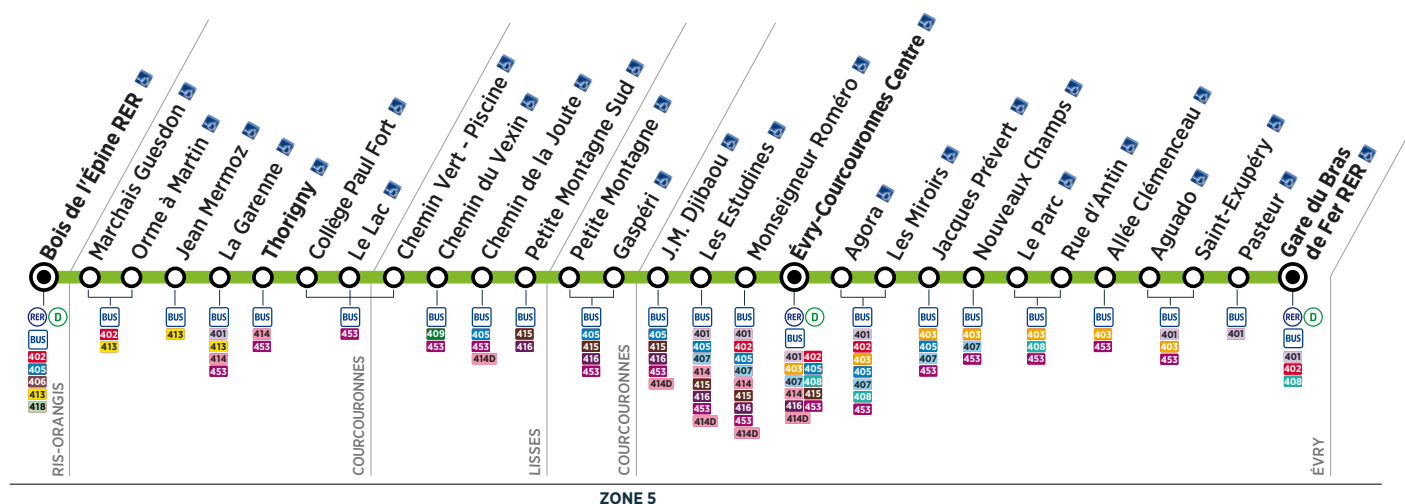 Bois de l'Épine RER
Marchais Guesdon
Orme à Martin
Jean Mermoz
La Garenne
Thorigny
Collège Paul Fort
Le Lac
Chemin Vert - Piscine
Chemin du Vexin
Chemin de la Joute
Petite Montagne Sud
Petite Montagne
Gaspéri
J.M. Djibaou
Les Estudines
Monseigneur Roméro
Évry-Courcouronnes Centre
Agora
Les Miroirs
Jacques Prévert
Nouveaux Champs
Le Parc
Rue d'Antin
Allée Clémenceau
Aguado
Saint-Exupéry
Pasteur
Gare du Bras
de Fer RER
RER D
BUS
402
405
406
413
418
BUS
402
413
BUS
413
BUS
401
413
414
453
BUS
414
453
BUS
453
BUS
409
453
BUS
405
453
414D
BUS
415
416
BUS
405
415
416
453
BUS
405
415
416
453
414D
BUS
401
405
407
414
415
416
453
414D
BUS
401
402
405
407
414
415
416
453
414D
RER D
BUS
401 402
403 405
407 408
414 415
416 453
414D
BUS
401
402
403
405
407
408
453
BUS
403
405
407
453
BUS
403
407
453
BUS
403
408
453
BUS
403
453
BUS
401
403
453
BUS
401
RER D
BUS
401
402
408
RIS-ORANGIS
COURCOURONNES
LISSES
COURCOURONNES
ÉVRY
ZONE 5